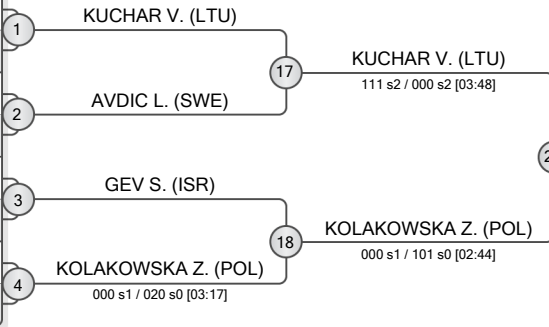 KUCHAR V. (LTU)
1
17
KUCHAR V. (LTU)
111 s2 / 000 s2 [03:48]
AVDIC L. (SWE)
2
GEV S. (ISR)
3
18
KOLAKOWSKA Z. (POL)
000 s1 / 101 s0 [02:44]
KOLAKOWSKA Z. (POL)
4
000 s1 / 020 s0 [03:17]